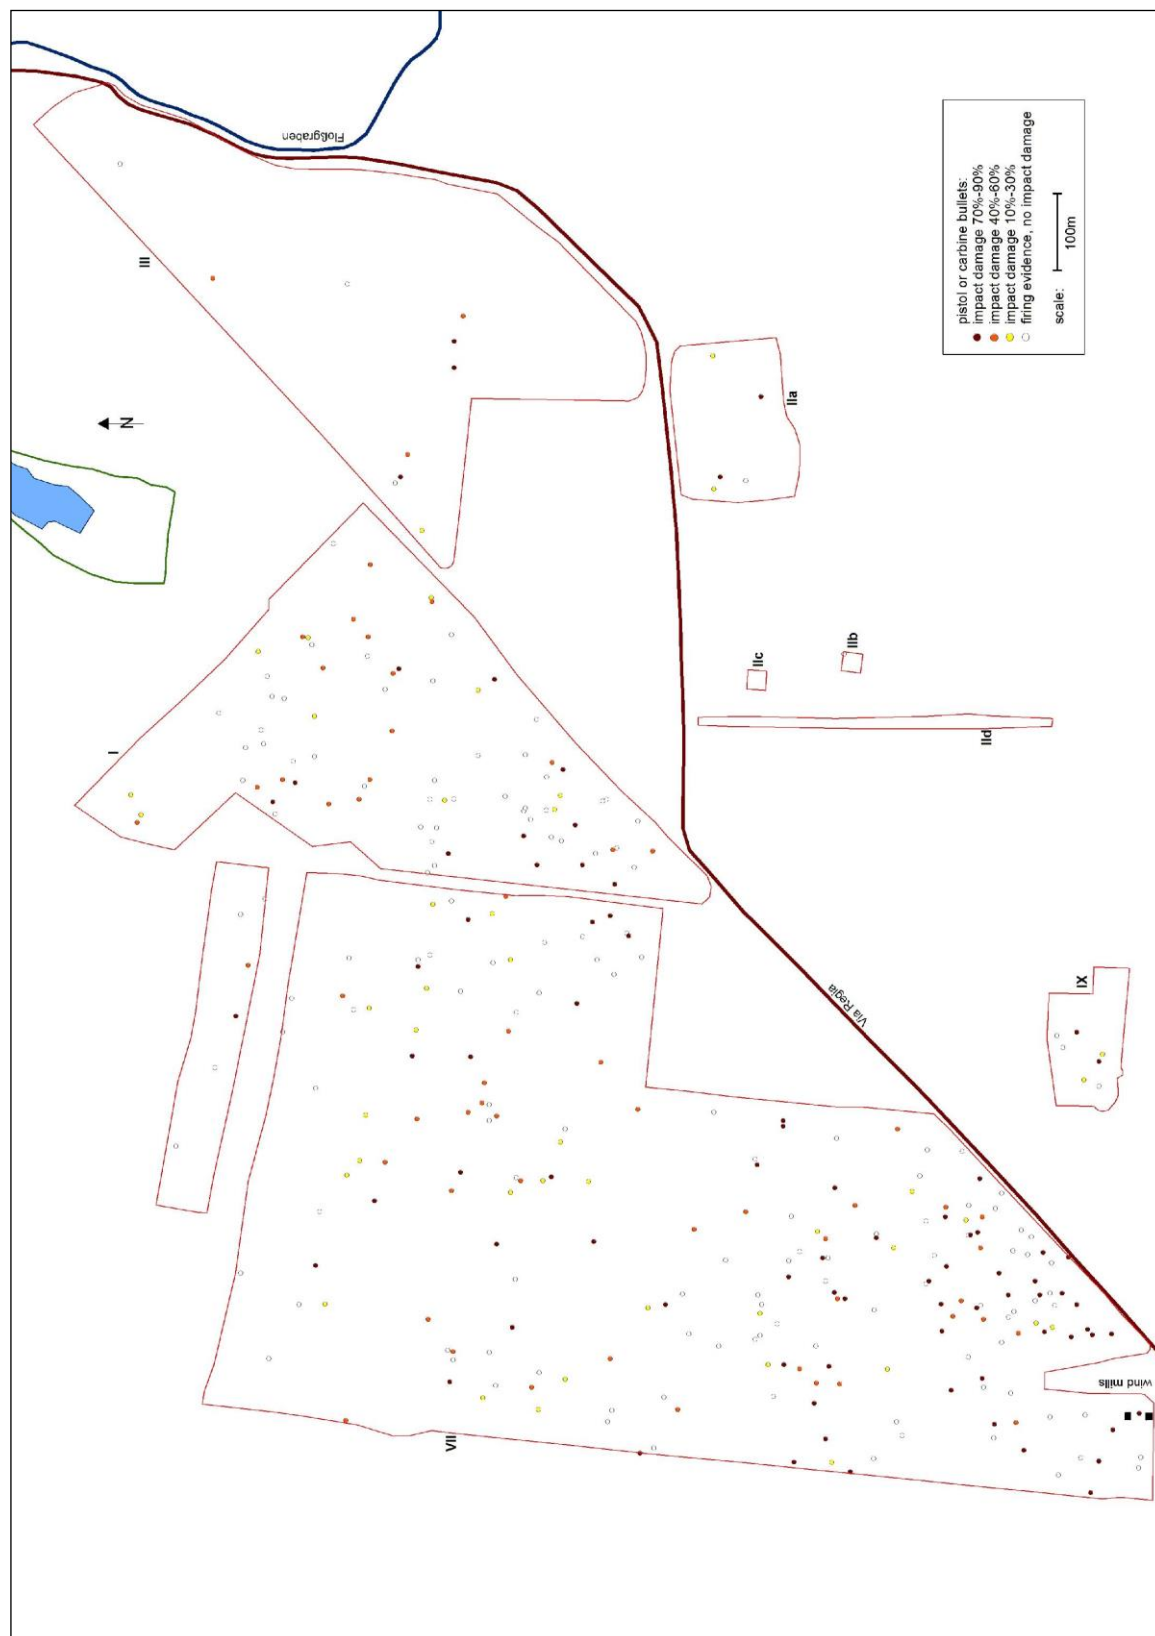 Floßgraben
III
N
I
IIa
IIc
IIb
IId
Via Regia
IX
VII
wind mills
pistol or carbine bullets:
impact damage 70%-90%
impact damage 40%-60%
impact damage 10%-30%
firing evidence, no impact damage
scale:
100m